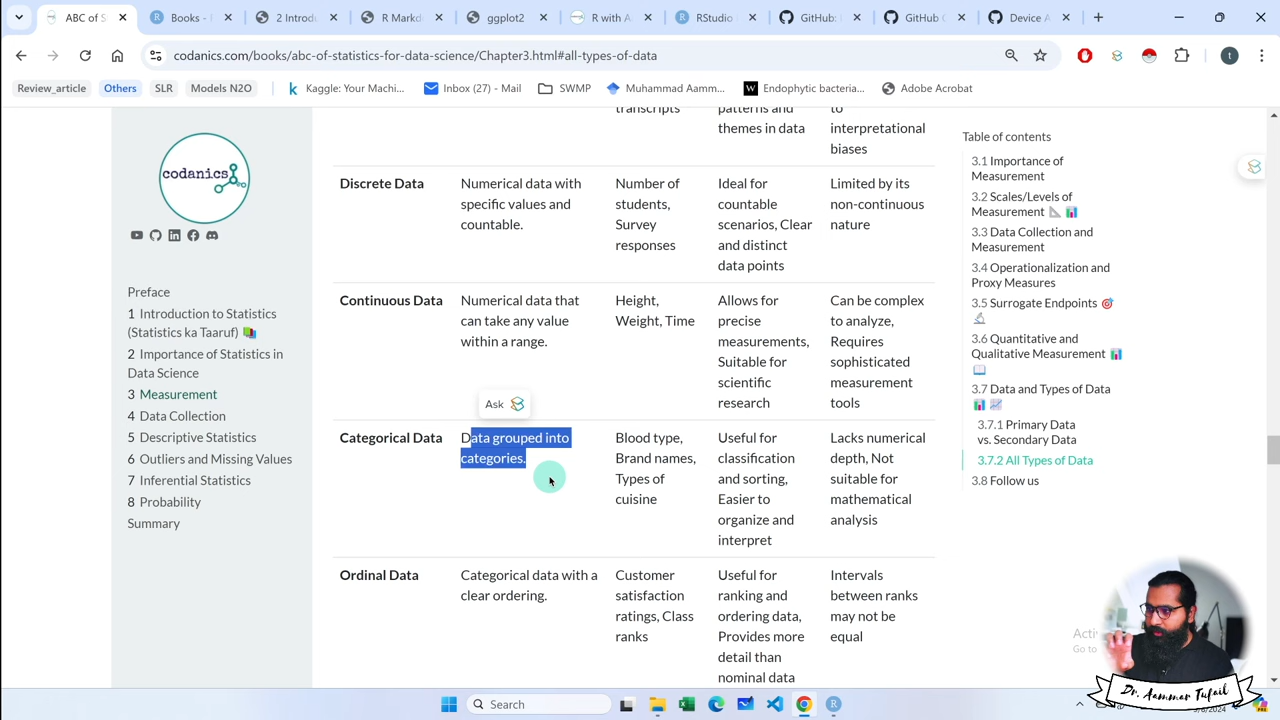 ABC of S
Books - I
2 Introdu
R Markd
ggplot2
R with A
RStudio
GitHub: 
GitHub C
Device A
codanics.com/books/abc-of-statistics-for-data-science/Chapter3.html#all-types-of-data
t
Review_article
Others
SLR
Models N2O
Kaggle: Your Machi...
Inbox (27) - Mail
SWMP
Muhammad Aamm...
Endophytic bacteria...
Adobe Acrobat
codanics
Preface
1 Introduction to Statistics
(Statistics ka Taaruf)
2 Importance of Statistics in
Data Science
3 Measurement
4 Data Collection
5 Descriptive Statistics
6 Outliers and Missing Values
7 Inferential Statistics
8 Probability
Summary
transcripts
patterns and
themes in data
to
interpretational
biases
Discrete Data
Numerical data with
specific values and
countable.
Number of
students,
Survey
responses
Ideal for
countable
scenarios, Clear
and distinct
data points
Limited by its
non-continuous
nature
Continuous Data
Numerical data that
can take any value
within a range.
Height,
Weight, Time
Allows for
precise
measurements,
Suitable for
scientific
research
Can be complex
to analyze,
Requires
sophisticated
measurement
tools
Ask
Categorical Data
Data grouped into
categories.
Blood type,
Brand names,
Types of
cuisine
Useful for
classification
and sorting,
Easier to
organize and
interpret
Lacks numerical
depth, Not
suitable for
mathematical
analysis
Ordinal Data
Categorical data with a
clear ordering.
Customer
satisfaction
ratings, Class
ranks
Useful for
ranking and
ordering data,
Provides more
detail than
nominal data
Intervals
between ranks
may not be
equal
Table of contents
3.1 Importance of
Measurement
3.2 Scales/Levels of
Measurement
3.3 Data Collection and
Measurement
3.4 Operationalization and
Proxy Measures
3.5 Surrogate Endpoints
3.6 Quantitative and
Qualitative Measurement
3.7 Data and Types of Data
3.7.1 Primary Data
vs. Secondary Data
3.7.2 All Types of Data
3.8 Follow us
Go to
Dr. Aammar Tufail
Search